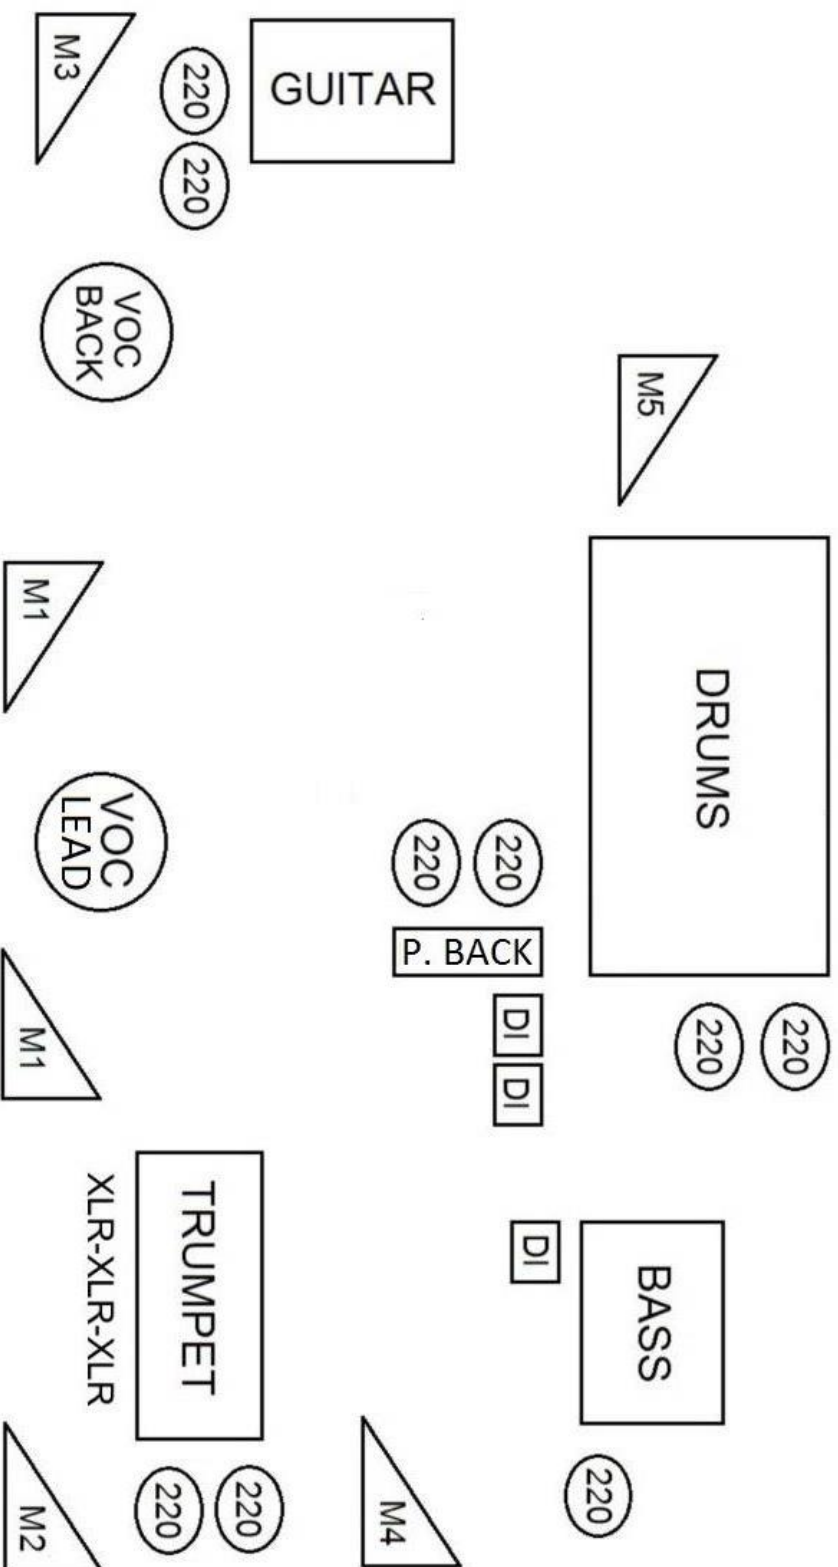 M3
220
220
GUITAR
VOC
BACK
M5
M1
DRUMS
VOC
LEAD
220
220
P. BACK
M1
DI
DI
220
220
TRUMPET
XLR-XLR-XLR
DI
BASS
M2
220
220
M4
220